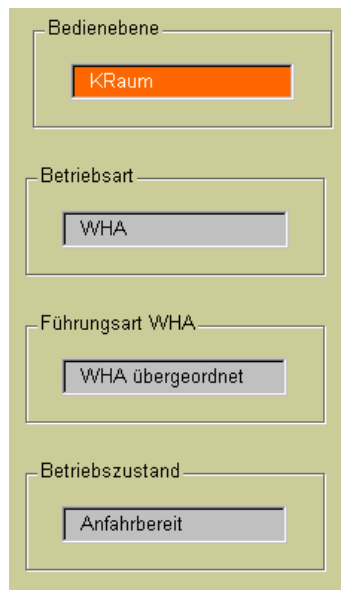 Bedienebene
KRaum
Betriebsart
WHA
Führungsart WHA
WHA übergeordnet
Betriebszustand
Anfahrbereit